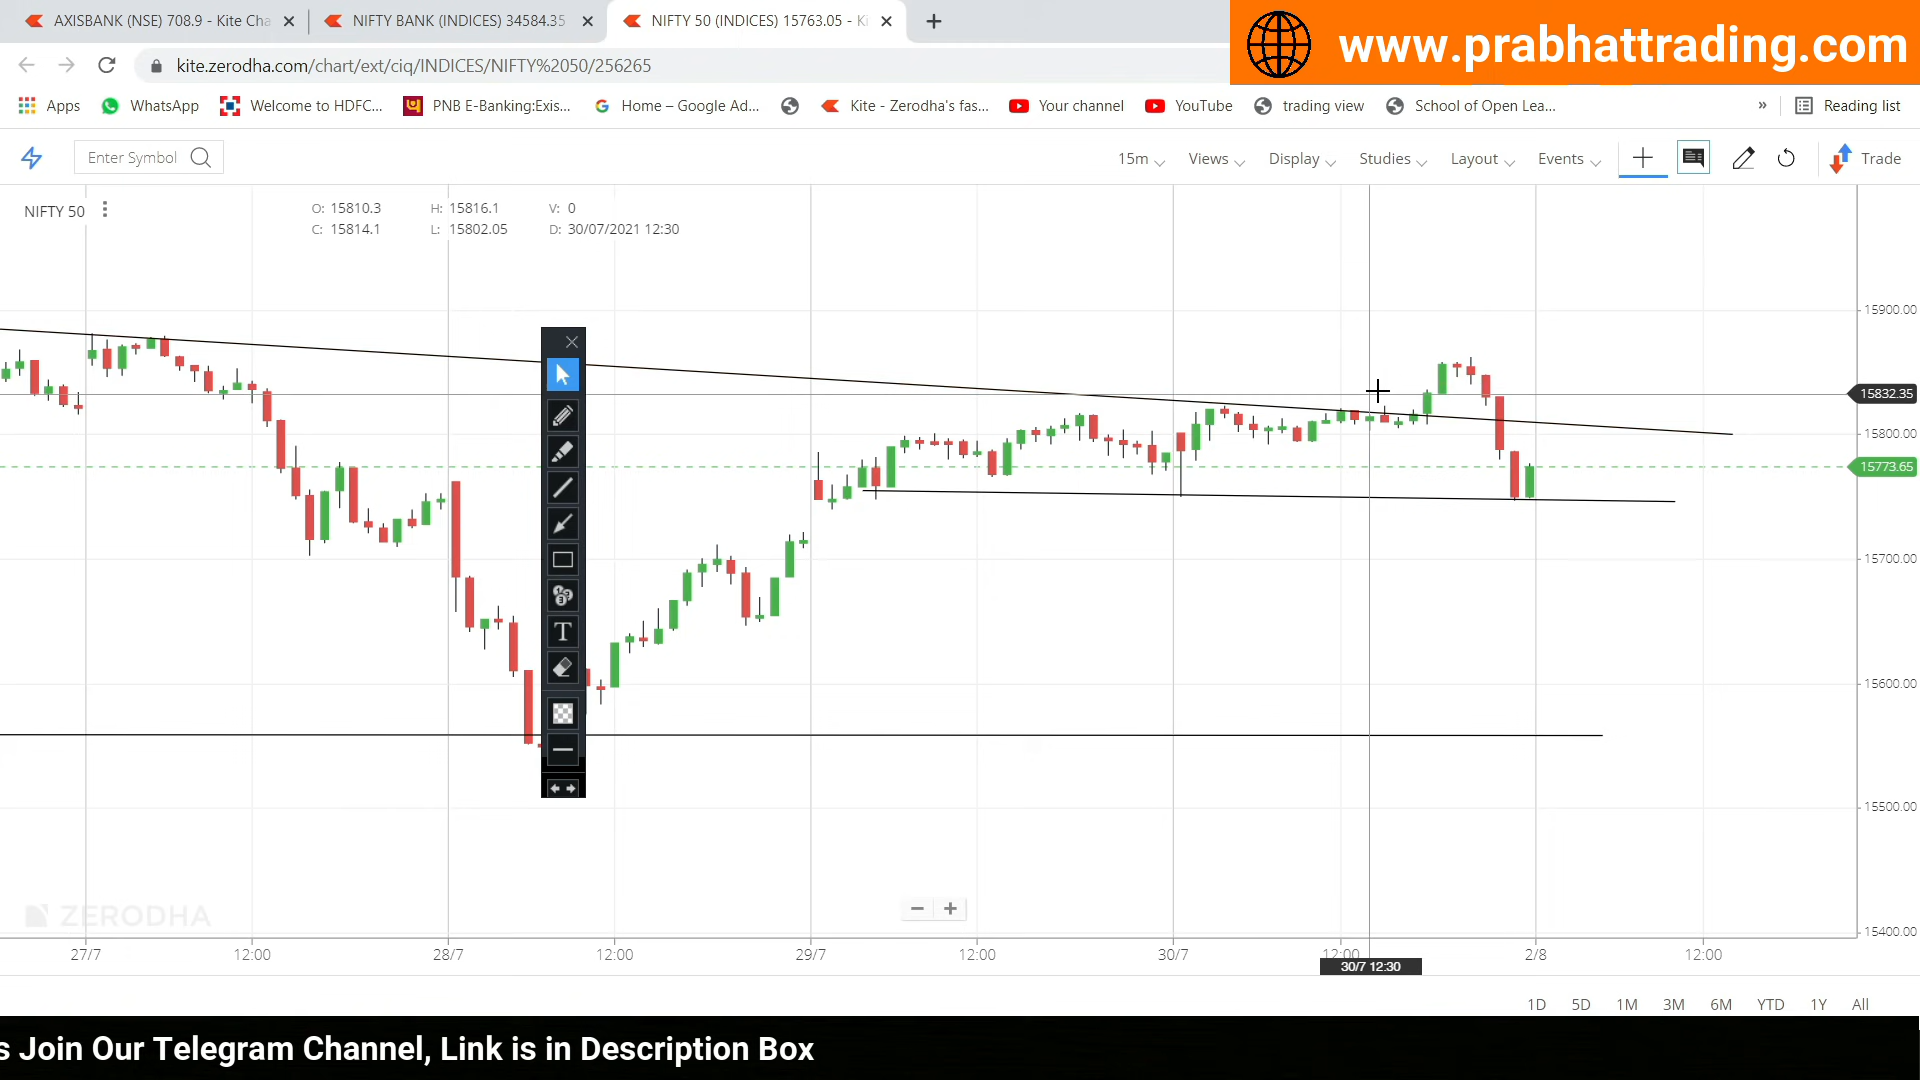 AXISBANK (NSE) 708.9 - Kite Cha
NIFTY BANK (INDICES) 34584.35
NIFTY 50 (INDICES) 15763.05 - Ki
www.prabhattrading.com
kite.zerodha.com/chart/ext/ciq/INDICES/NIFTY%2050/256265
Apps WhatsApp Welcome to HDFC... PNB E-Banking:Exis... Home – Google Ad... Kite - Zerodha's fas... Your channel YouTube trading view School of Open Lea... » Reading list
Enter Symbol 15m Views Display Studies Layout Events Trade
NIFTY 50
O: 15810.3 H: 15816.1 V: 0
C: 15814.1 L: 15802.05 D: 30/07/2021 12:30
15900.00
15832.35
15800.00
15773.65
15700.00
15600.00
15500.00
15400.00
T
ZERODHA
27/7 12:00 28/7 12:00 29/7 12:00 30/7 12:00 2/8 12:00
30/7 12:30
1D 5D 1M 3M 6M YTD 1Y All
s Join Our Telegram Channel, Link is in Description Box